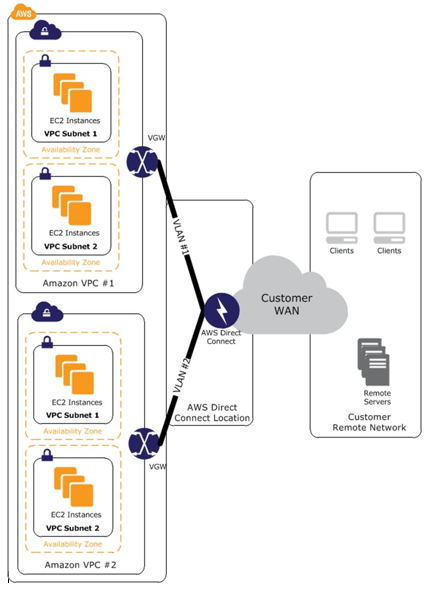 AWS
EC2 Instances
VPC Subnet 1
Availability Zone
VGW
EC2 Instances
VPC Subnet 2
Availability Zone
Amazon VPC #1
VLAN #1
Customer
WAN
AWS Direct
Connect
VLAN #2
AWS Direct
Connect Location
Clients
Clients
Remote
Servers
Customer
Remote Network
EC2 Instances
VPC Subnet 1
Availability Zone
VGW
EC2 Instances
VPC Subnet 2
Availability Zone
Amazon VPC #2